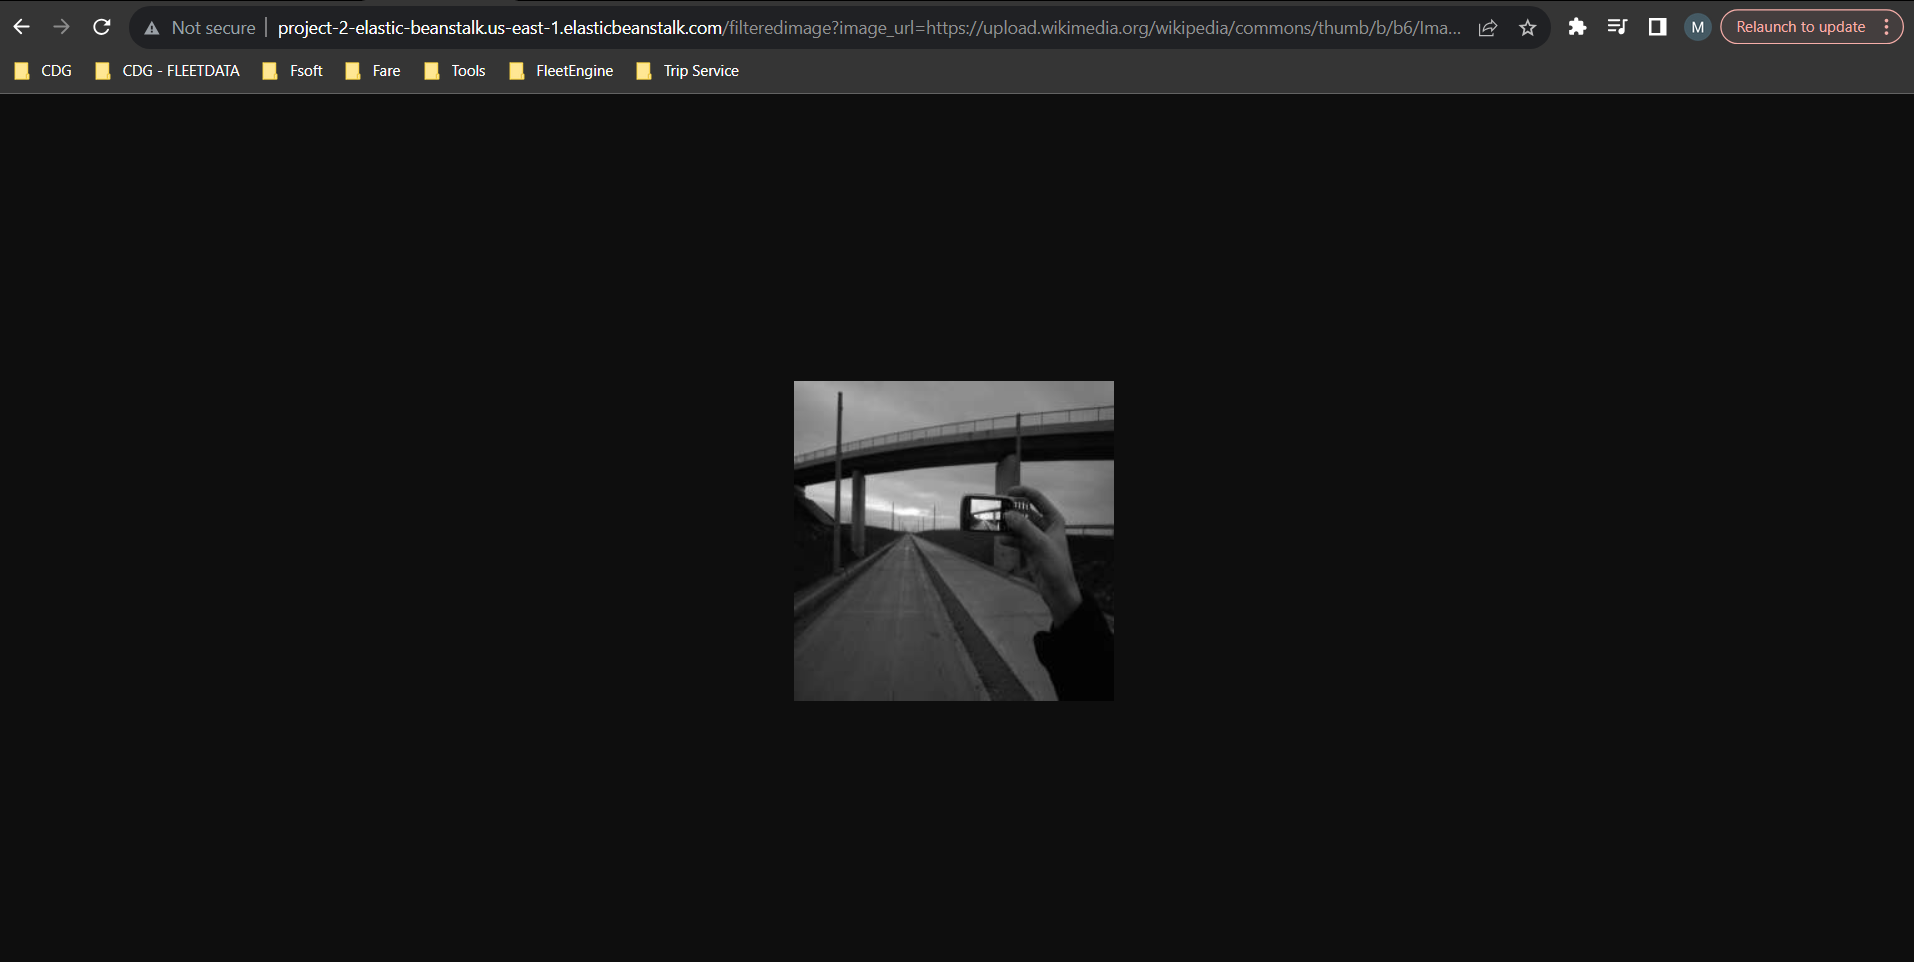 Not secure project-2-elastic-beanstalk.us-east-1.elasticbeanstalk.com/filteredimage?image_url=https://upload.wikimedia.org/wikipedia/commons/thumb/b/b6/Ima... M Relaunch to update
CDG CDG - FLEETDATA Fsoft Fare Tools FleetEngine Trip Service